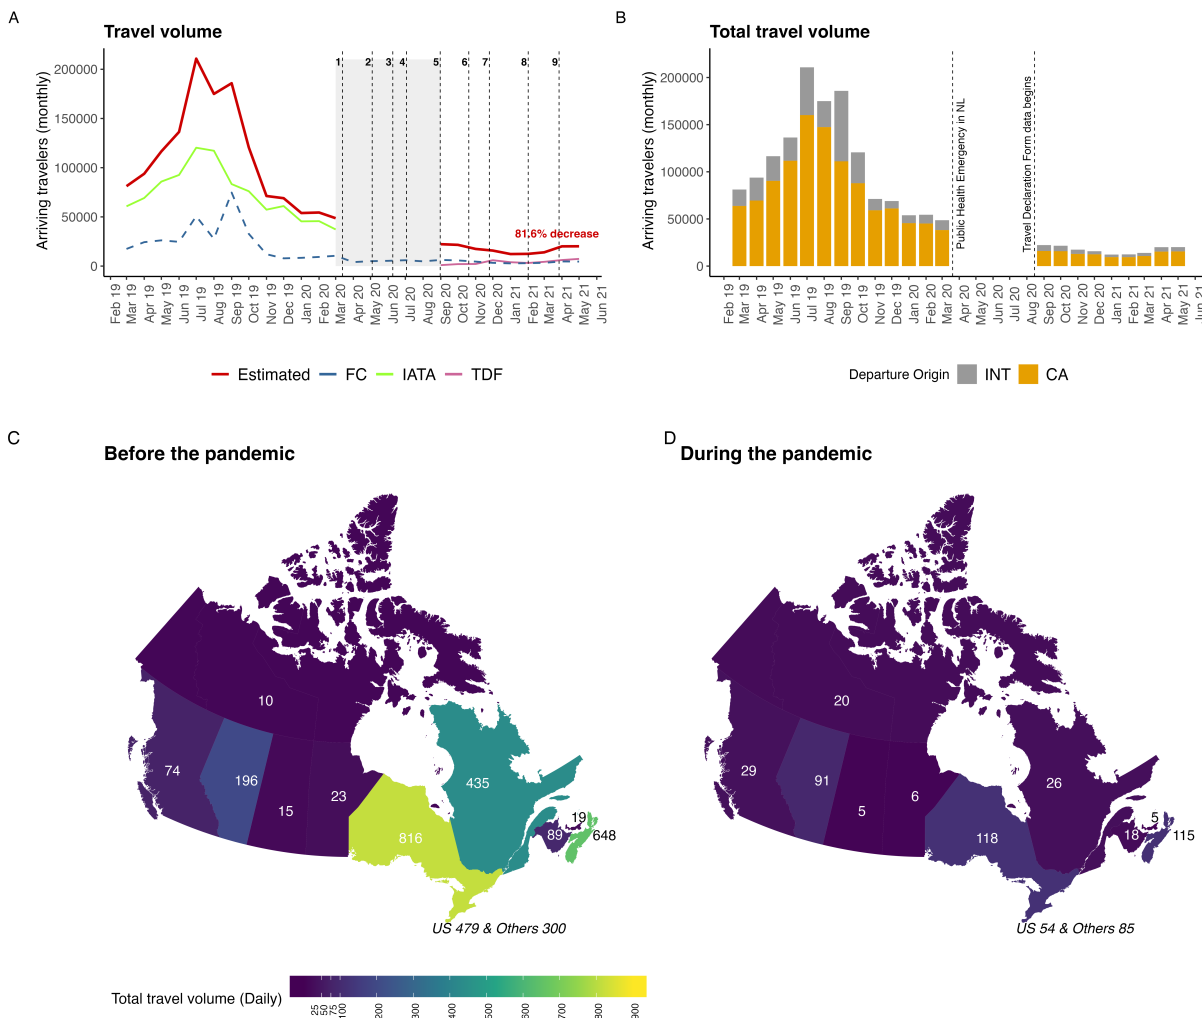 A
Travel volume
Arriving travelers (monthly)
200000
150000
100000
50000
0
1 2 3 4 5 6 7 8 9
81.6% decrease
Feb 19 Mar 19 Apr 19 May 19 Jun 19 Jul 19 Aug 19 Sep 19 Oct 19 Nov 19 Dec 19 Jan 20 Feb 20 Mar 20 Apr 20 May 20 Jun 20 Jul 20 Aug 20 Sep 20 Oct 20 Nov 20 Dec 20 Jan 21 Feb 21 Mar 21 Apr 21 May 21 Jun 21
Estimated FC IATA TDF
B
Total travel volume
Arriving travelers (monthly)
200000
150000
100000
50000
0
Public Health Emergency in NL
Travel Declaration Form data begins
Feb 19 Mar 19 Apr 19 May 19 Jun 19 Jul 19 Aug 19 Sep 19 Oct 19 Nov 19 Dec 19 Jan 20 Feb 20 Mar 20 Apr 20 May 20 Jun 20 Jul 20 Aug 20 Sep 20 Oct 20 Nov 20 Dec 20 Jan 21 Feb 21 Mar 21 Apr 21 May 21 Jun 21
Departure Origin INT CA
C
Before the pandemic
10
74
196
15
23
816
435
19
89
648
US 479 & Others 300
Total travel volume (Daily)
25 50 75 100 200 300 400 500 600 700 800 900
D
During the pandemic
20
29
91
5
6
118
26
5
18
115
US 54 & Others 85